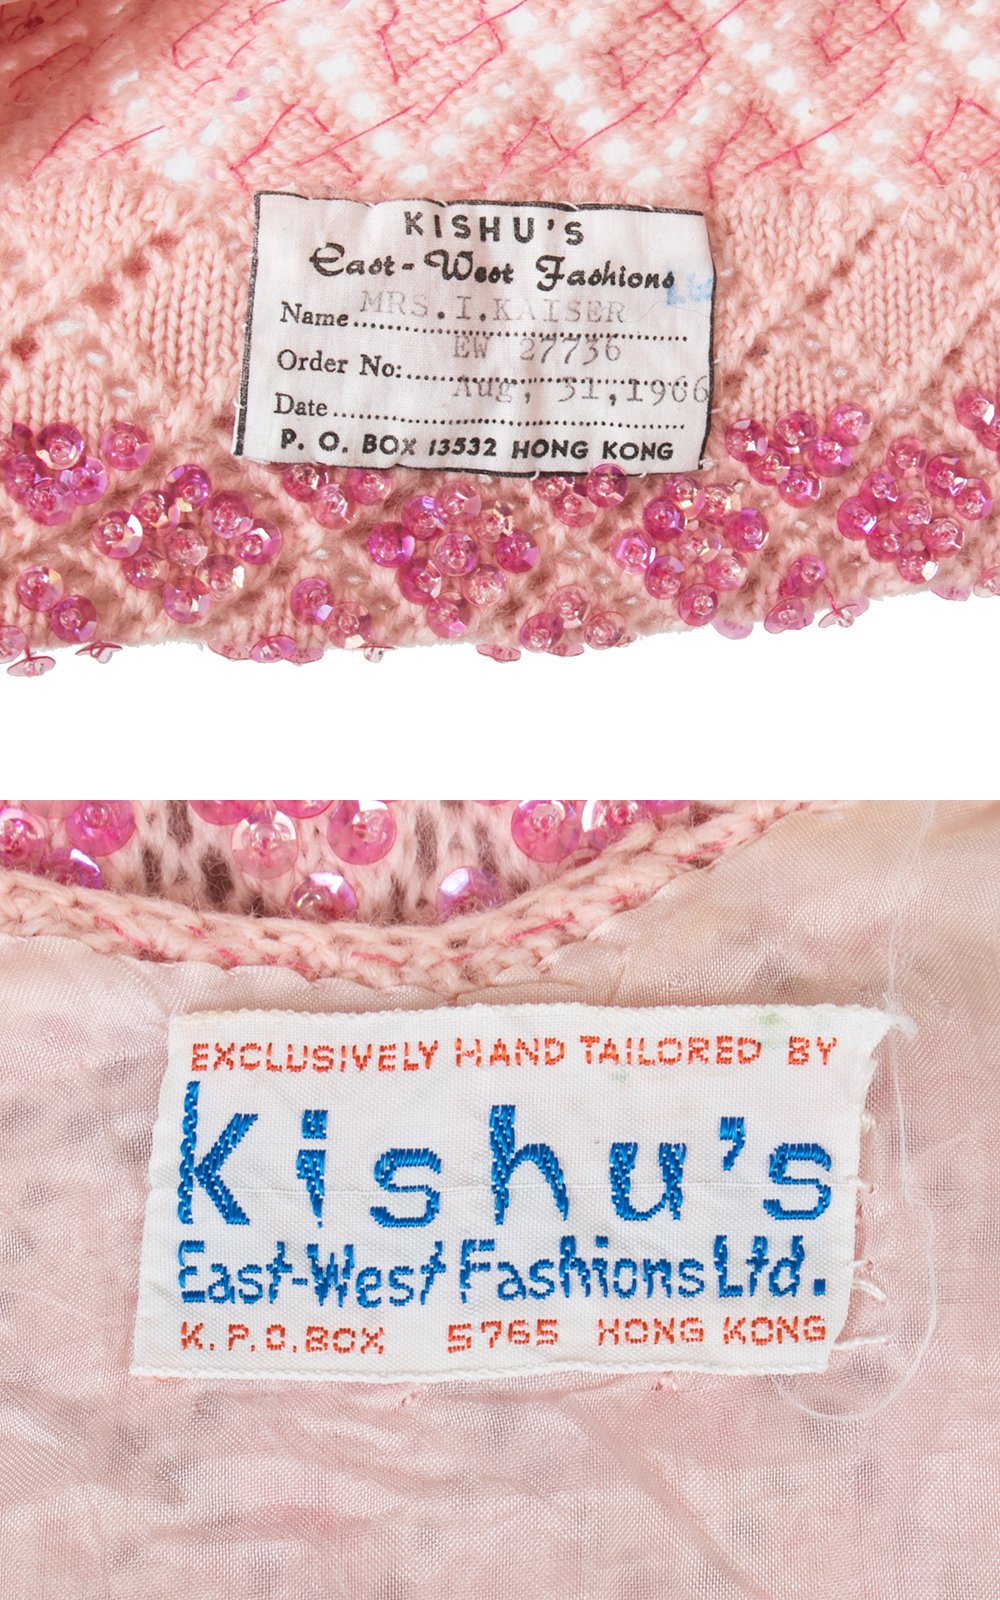 KISHU'S
East-West Fashions
Name MRS. I. KAISER
Order No: EW 27736
Date Aug, 31, 1966
P. O. BOX 13532 HONG KONG
EXCLUSIVELY HAND TAILORED BY
Kishu's
East-West Fashions Ltd.
K.P.O.BOX 5765 HONG KONG